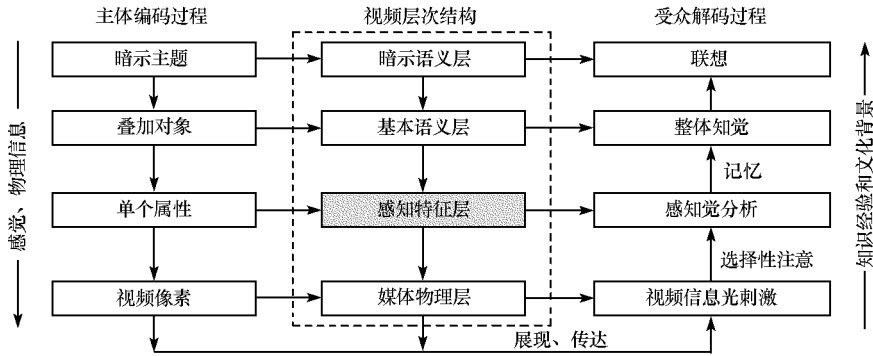 主体编码过程 视频层次结构 受众解码过程
暗示主题 暗示语义层 联想
叠加对象 基本语义层 整体知觉
记忆
单个属性 感知特征层 感知觉分析
选择性注意
视频像素 媒体物理层 视频信息光刺激
展现、传达
感觉、物理信息
知识经验和文化背景